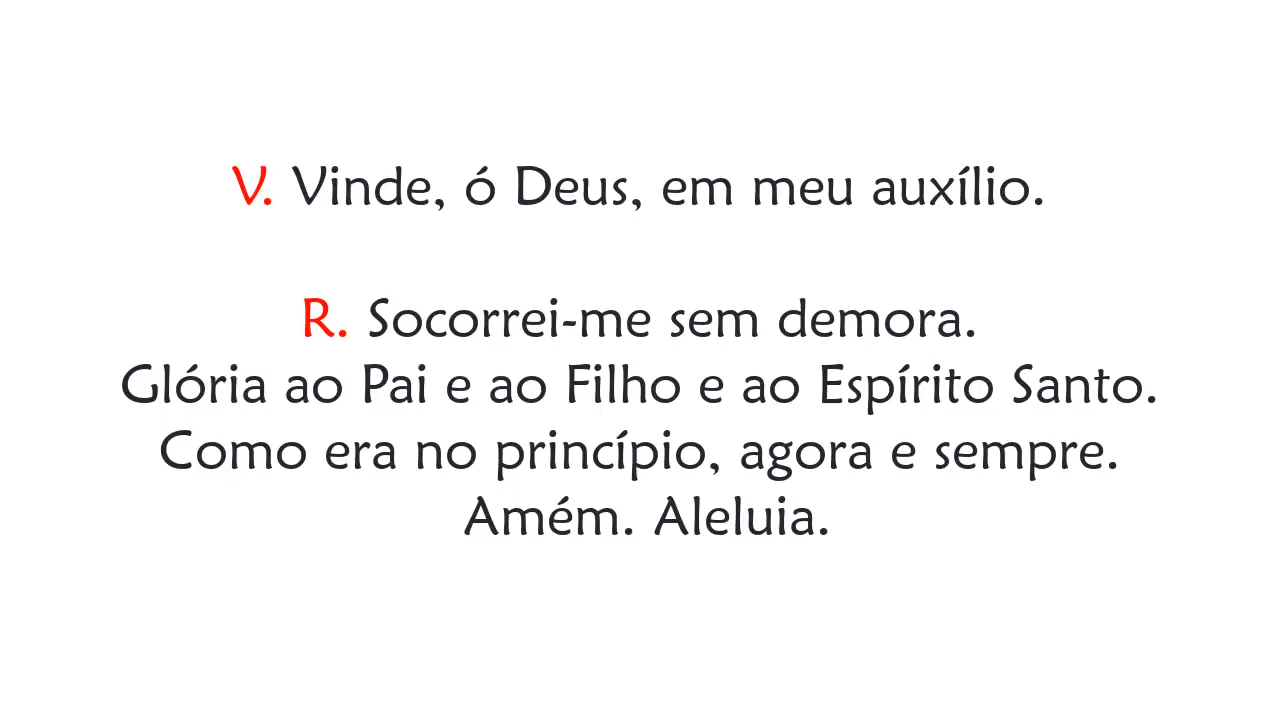 V. Vinde, ó Deus, em meu auxílio.
R. Socorrei-me sem demora.
Glória ao Pai e ao Filho e ao Espírito Santo.
Como era no princípio, agora e sempre.
Amém. Aleluia.